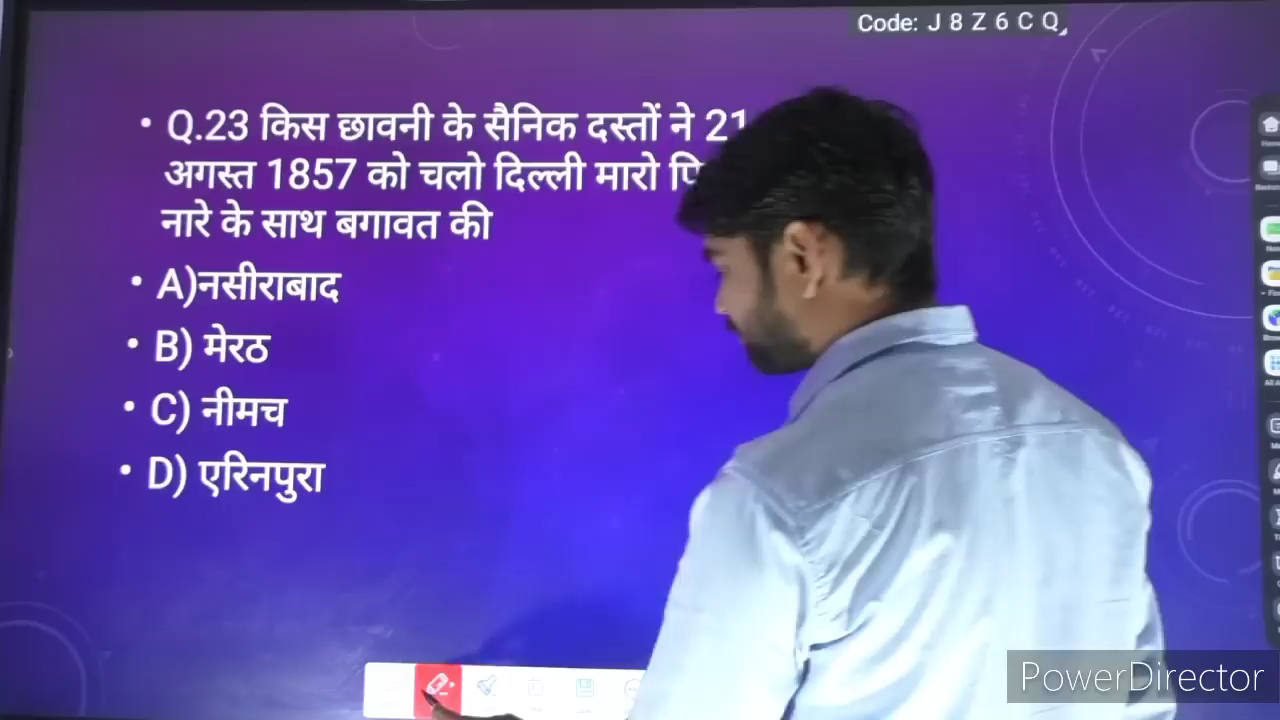 Code: J 8 Z 6 C Q
• Q.23 किस छावनी के सैनिक दस्तों ने 21
अगस्त 1857 को चलो दिल्ली मारो
नारे के साथ बगावत की
• A)नसीराबाद
• B) मेरठ
• C) नीमच
• D) एरिनपुरा
PowerDirector